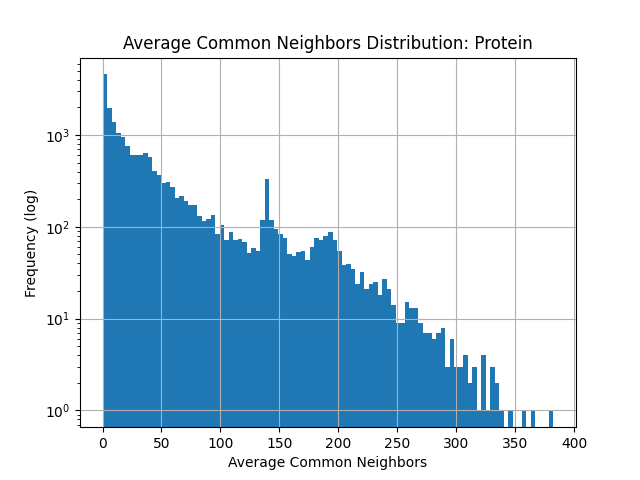 Average Common Neighbors Distribution: Protein
Frequency (log)
10³
10²
10¹
10⁰
0 50 100 150 200 250 300 350 400
Average Common Neighbors